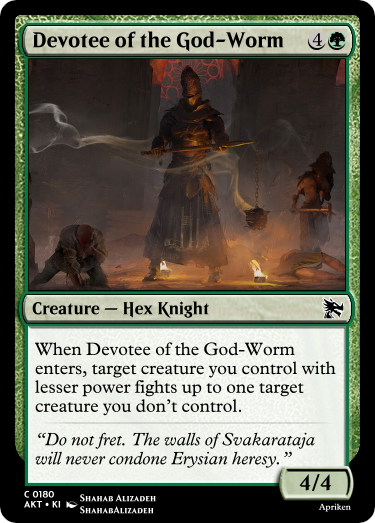 Devotee of the God-Worm 4
Creature — Hex Knight
When Devotee of the God-Worm
enters, target creature you control with
lesser power fights up to one target
creature you don’t control.
“Do not fret. The walls of Svakarataja
will never condone Erysian heresy.”
4/4
C 0180
AKT • KI Shahab Alizadeh
ShahabAlizadeh
Apriken